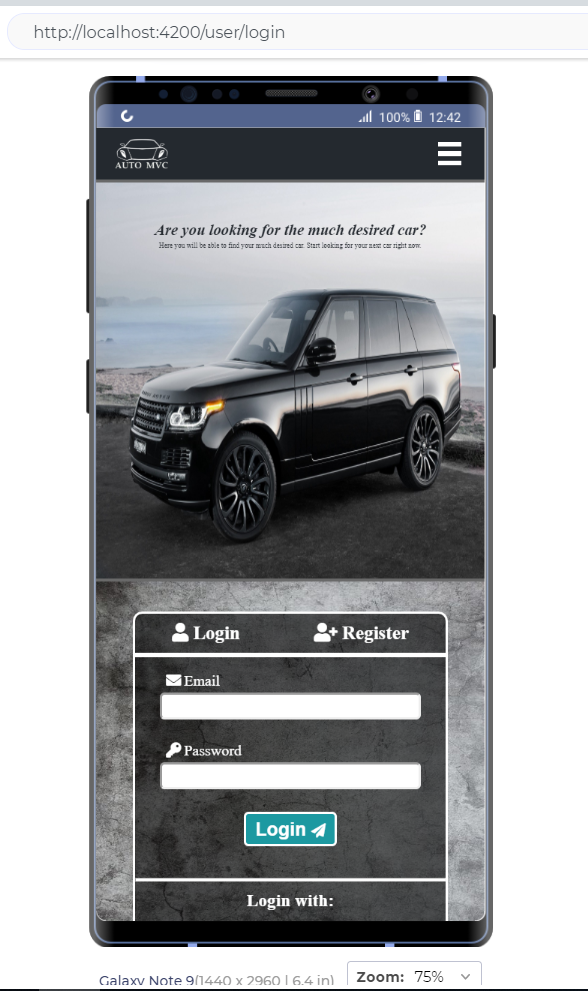 http://localhost:4200/user/login
100% 12:42
AUTO MVC
Are you looking for the much desired car?
Here you will be able to find your much desired car. Start looking for your next car right now.
Login Register
Email
Password
Login
Login with:
Galaxy Note 9(1440 x 2960 | 6.4 in) Zoom: 75%